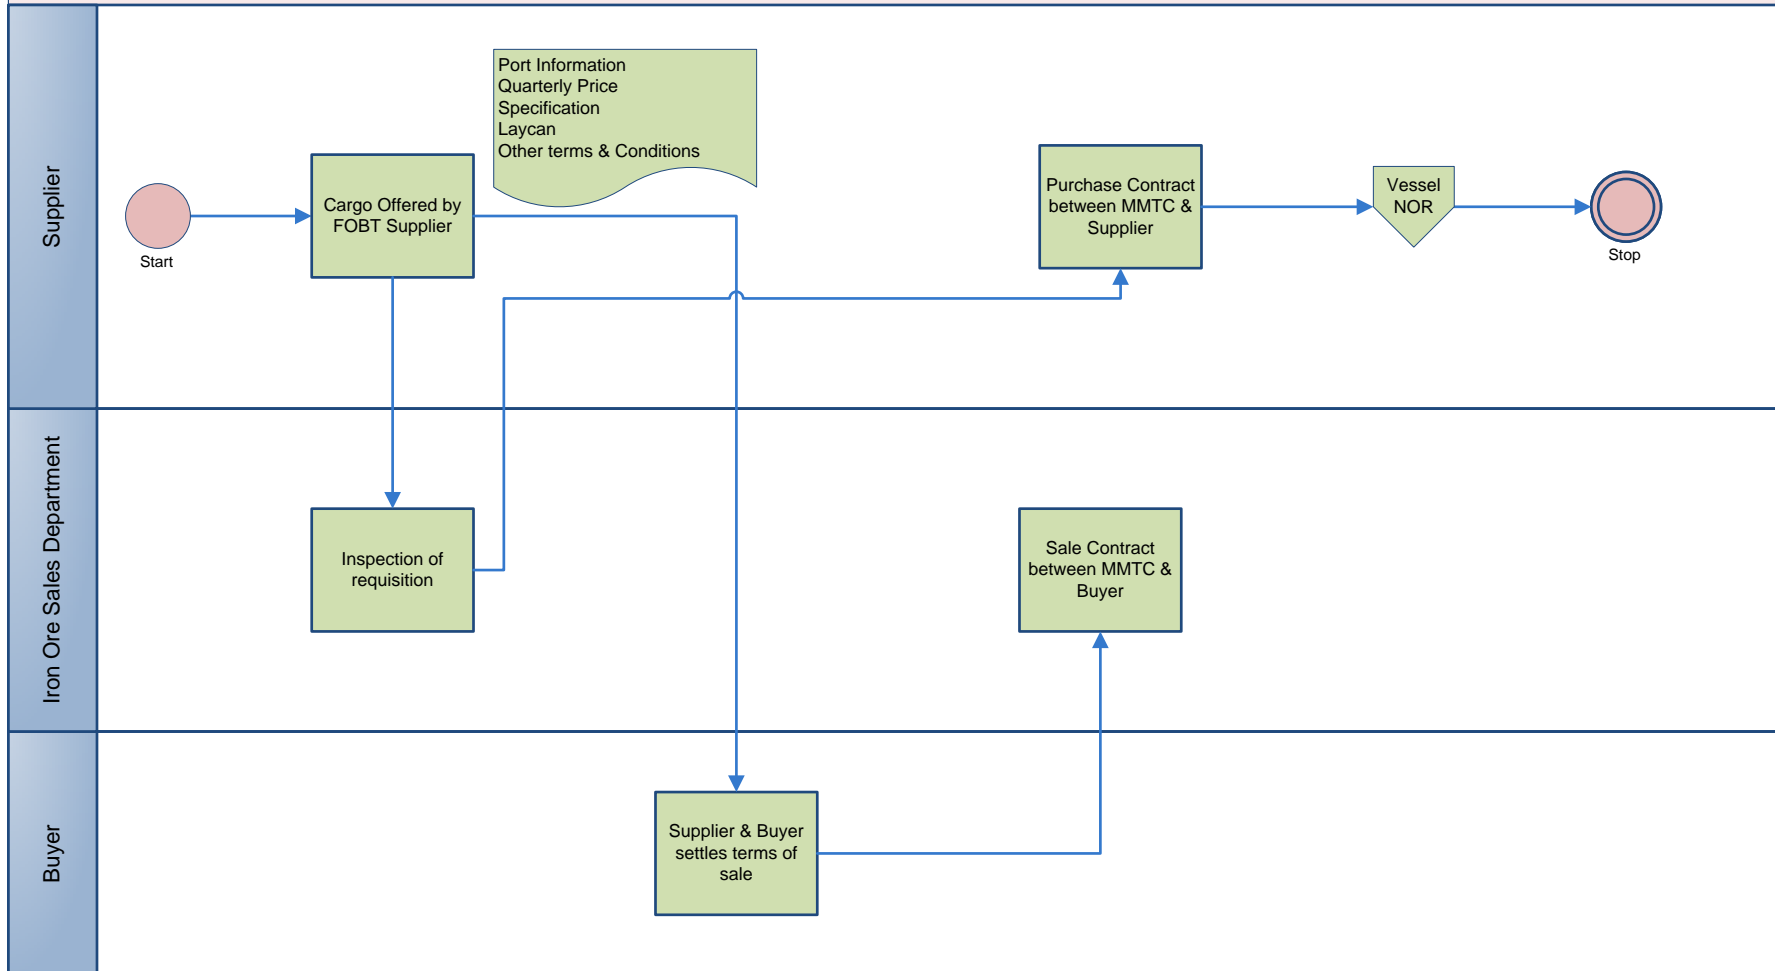 Supplier
Start
Cargo Offered by
FOBT Supplier
Port Information
Quarterly Price
Specification
Laycan
Other terms & Conditions
Purchase Contract
between MMTC &
Supplier
Vessel
NOR
Stop
Iron Ore Sales Department
Inspection of
requisition
Sale Contract
between MMTC &
Buyer
Buyer
Supplier & Buyer
settles terms of
sale